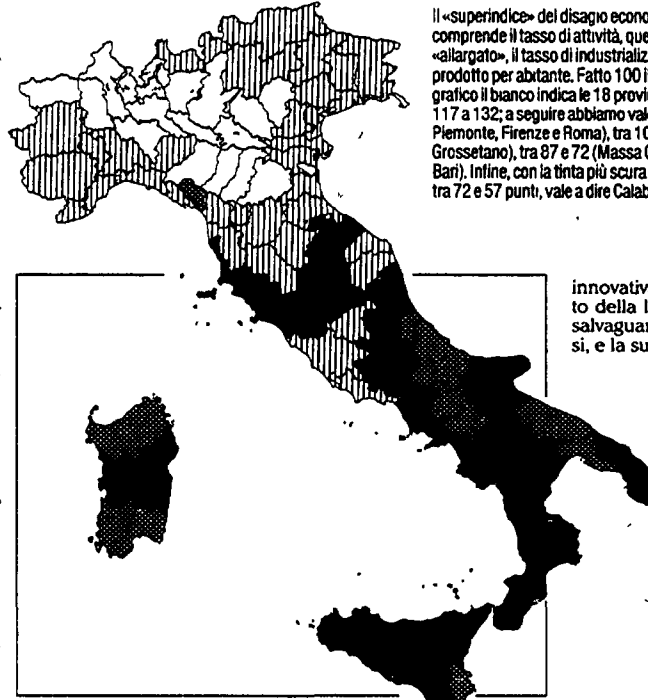 Il «superindice» del disagio econo
comprende il tasso di attività, que
«allargato», il tasso di industrializ
prodotto per abitante. Fatto 100 i
grafico il bianco indica le 18 provi
117 a 132; a seguire abbiamo val
Piemonte, Firenze e Roma), tra 10
Grossetano), tra 87 e 72 (Massa C
Bari). Infine, con la tinta più scura
tra 72 e 57 punti, vale a dire Calab
innovativ
to della l
salvaguar
si, e la su